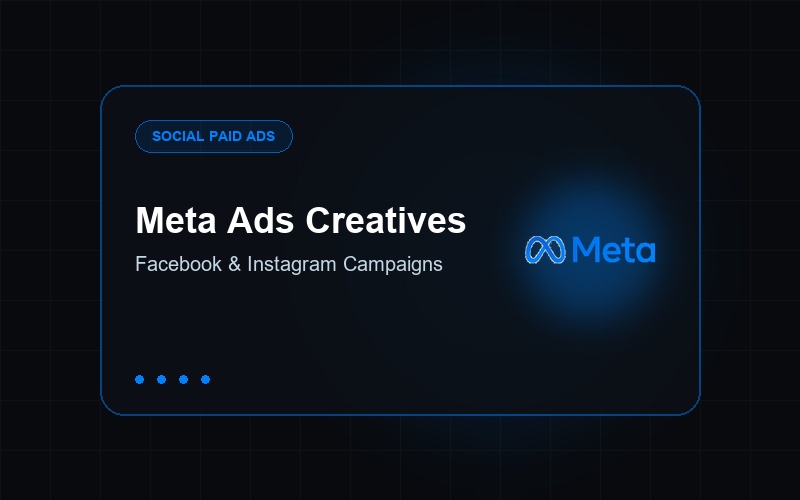 SOCIAL PAID ADS
Meta Ads Creatives
Facebook & Instagram Campaigns
Meta